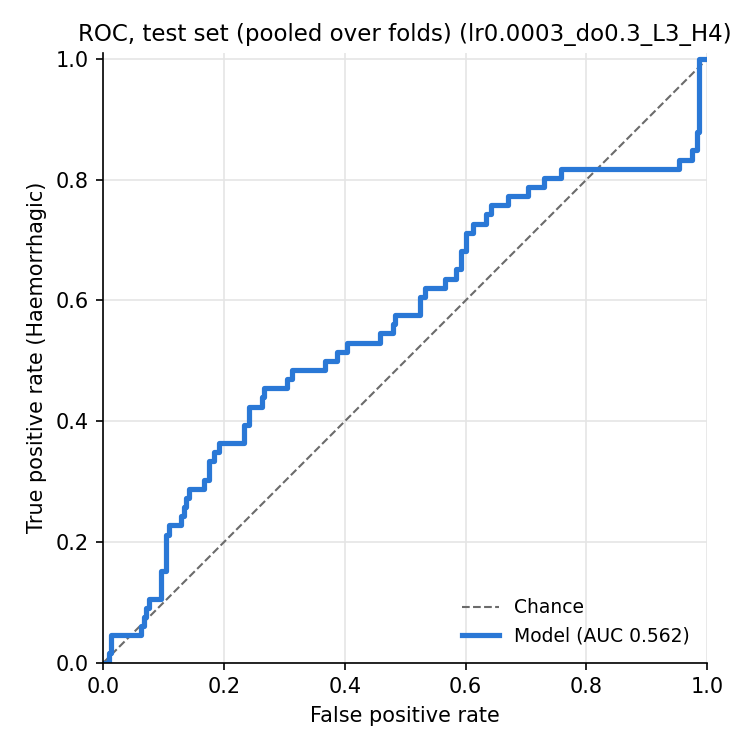 ROC, test set (pooled over folds) (lr0.0003_do0.3_L3_H4)
1.0
0.8
0.6
0.4
0.2
0.0
True positive rate (Haemorrhagic)
Chance
Model (AUC 0.562)
0.0 0.2 0.4 0.6 0.8 1.0
False positive rate